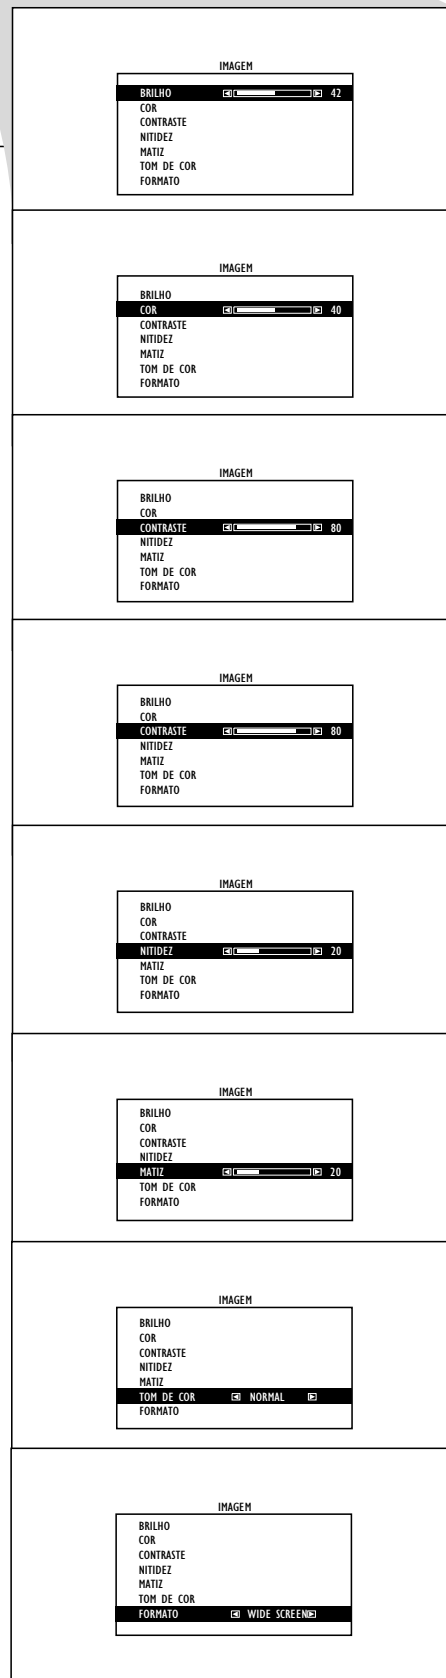 IMAGEM
BRILHO 42
COR
CONTRASTE
NITIDEZ
MATIZ
TOM DE COR
FORMATO
IMAGEM
BRILHO
COR 40
CONTRASTE
NITIDEZ
MATIZ
TOM DE COR
FORMATO
IMAGEM
BRILHO
COR
CONTRASTE 80
NITIDEZ
MATIZ
TOM DE COR
FORMATO
IMAGEM
BRILHO
COR
CONTRASTE 80
NITIDEZ
MATIZ
TOM DE COR
FORMATO
IMAGEM
BRILHO
COR
CONTRASTE
NITIDEZ 20
MATIZ
TOM DE COR
FORMATO
IMAGEM
BRILHO
COR
CONTRASTE
NITIDEZ
MATIZ 20
TOM DE COR
FORMATO
IMAGEM
BRILHO
COR
CONTRASTE
NITIDEZ
MATIZ
TOM DE COR NORMAL
FORMATO
IMAGEM
BRILHO
COR
CONTRASTE
NITIDEZ
MATIZ
TOM DE COR
FORMATO WIDE SCREEN